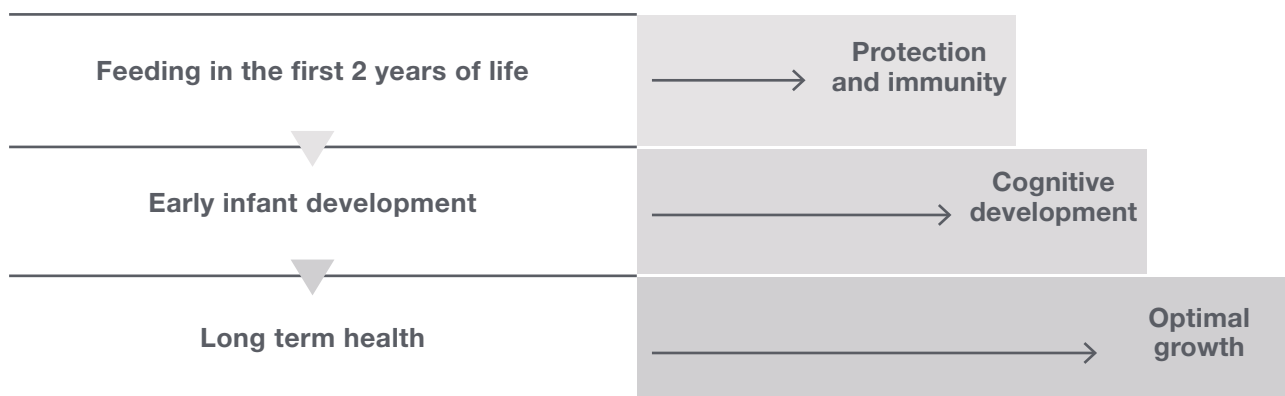 Feeding in the first 2 years of life
Protection
and immunity
Early infant development
Cognitive
development
Long term health
Optimal
growth